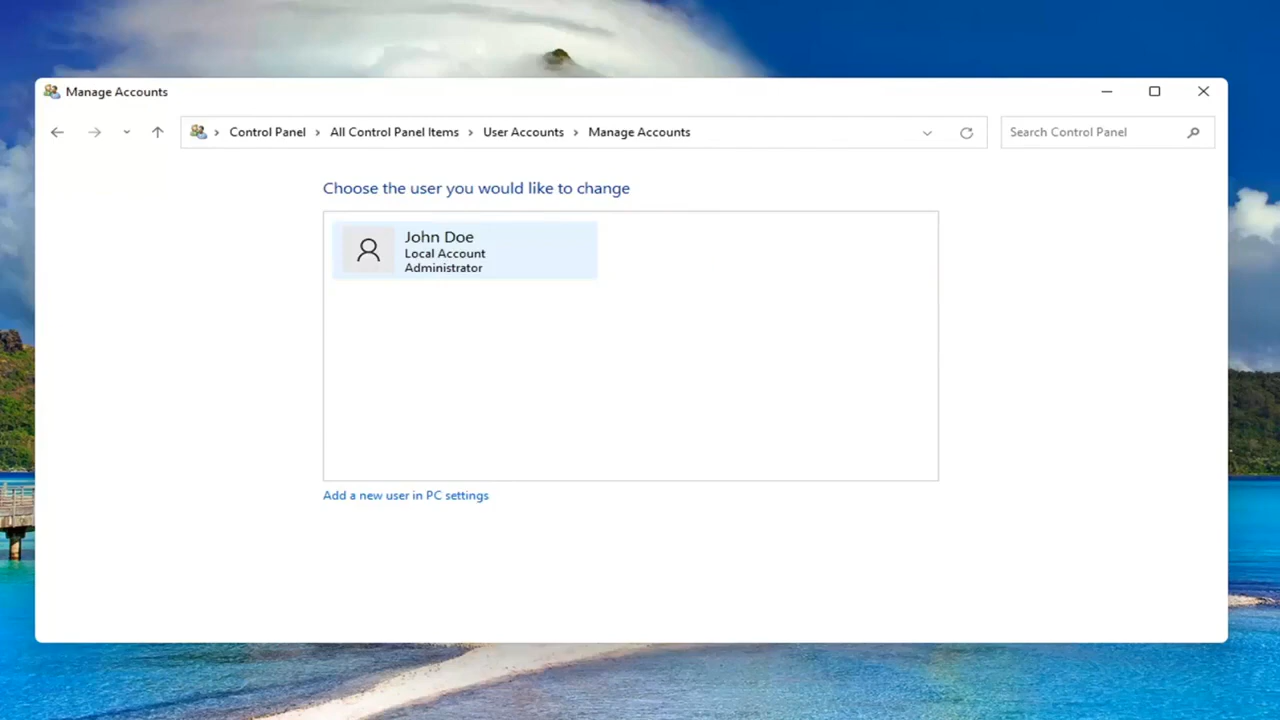 Manage Accounts
Control Panel > All Control Panel Items > User Accounts > Manage Accounts
Search Control Panel
Choose the user you would like to change
John Doe
Local Account
Administrator
Add a new user in PC settings